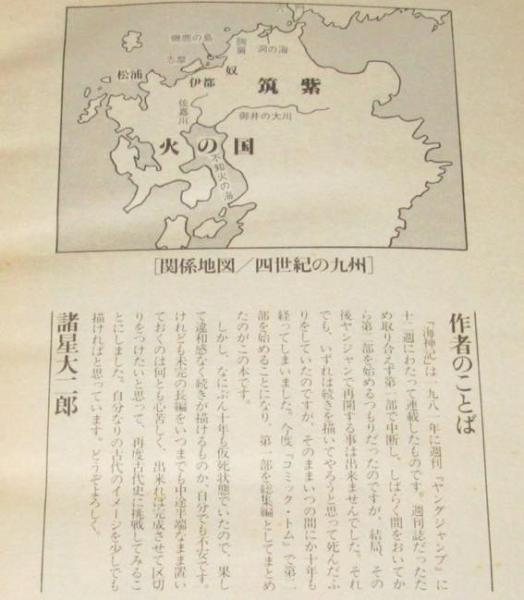 磯鹿の島
洞の海
志摩
奴
松浦
伊都
筑紫
佐嘉川
御井の大川
火の国
不知火の海
[関係地図/四世紀の九州]
作者のことば
『海神記』は一九八一年に週刊『ヤングジャンプ』に
十二週にわたって連載したものです。週刊誌だったた
め取り合えず第一部で中断し、しばらく間をおいてか
ら第二部を始めるつもりだったのですが、結局、その
後ヤンジャンで再開する事は出来ませんでした。それ
でも、いずれは続きを描いてやろうと思って死んだふ
りをしていたのですが、そのままいつの間にか十年も
経ってしまいました。今度『コミック・トム』で第二
部を始めることになり、第一部を総集編としてまとめ
たのがこの本です。
しかし、なにぶん十年も仮死状態でいたので、果し
て違和感なく続きが描けるものか、自分でも不安です。
けれども未完の長編をいつまでも中途半端なまま置い
ておくのは何とも心苦しく、出来れば完成させて区切
りをつけたいと思って、再度古代史に挑戦してみるこ
とにしました。自分なりの古代のイメージを少しでも
描ければと思っています。どうぞよろしく。
諸星大二郎